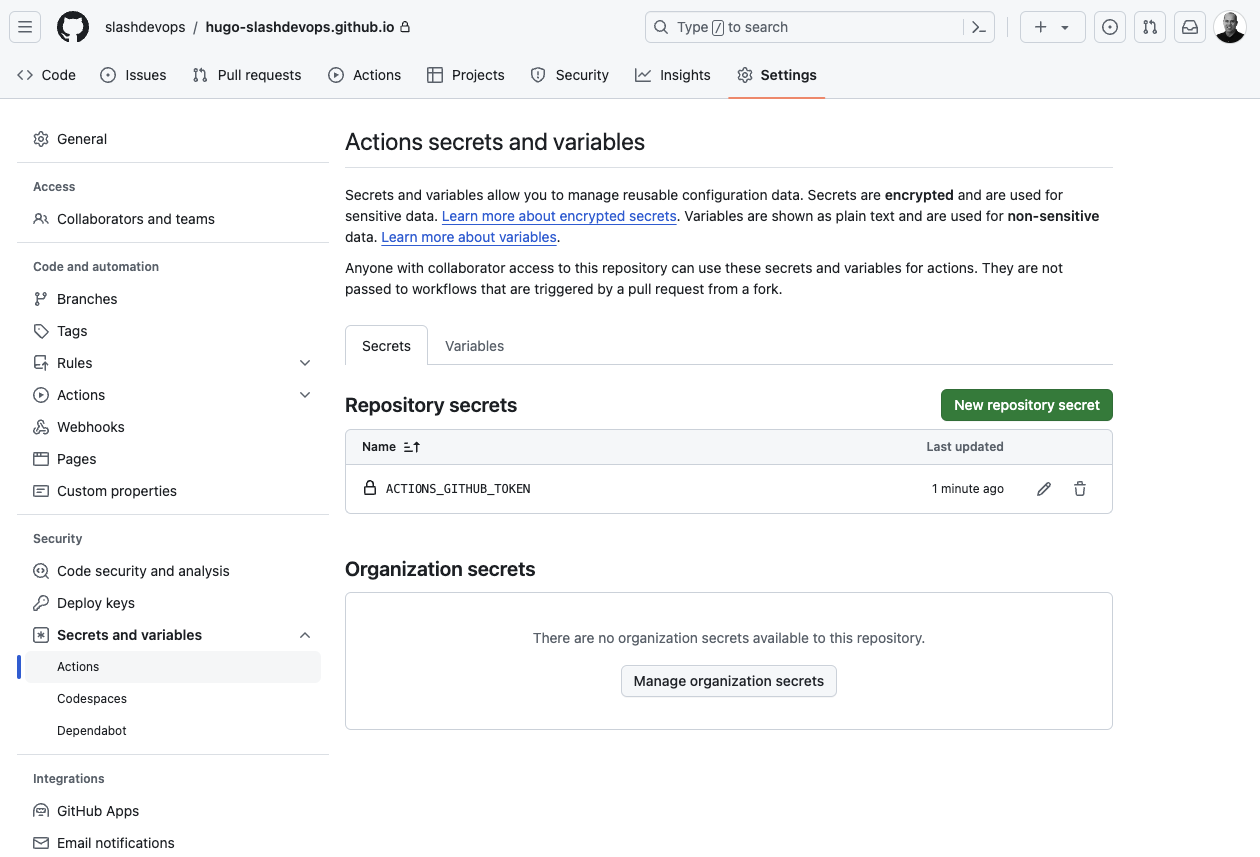 slashdevops / hugo-slashdevops.github.io
Type / to search
Code Issues Pull requests Actions Projects Security Insights Settings
General
Access
Collaborators and teams
Code and automation
Branches
Tags
Rules
Actions
Webhooks
Pages
Custom properties
Security
Code security and analysis
Deploy keys
Secrets and variables
Actions
Codespaces
Dependabot
Integrations
GitHub Apps
Email notifications
Actions secrets and variables
Secrets and variables allow you to manage reusable configuration data. Secrets are encrypted and are used for
sensitive data. Learn more about encrypted secrets. Variables are shown as plain text and are used for non-sensitive
data. Learn more about variables.
Anyone with collaborator access to this repository can use these secrets and variables for actions. They are not
passed to workflows that are triggered by a pull request from a fork.
Secrets Variables
Repository secrets New repository secret
Name Last updated
ACTIONS_GITHUB_TOKEN 1 minute ago
Organization secrets
There are no organization secrets available to this repository.
Manage organization secrets